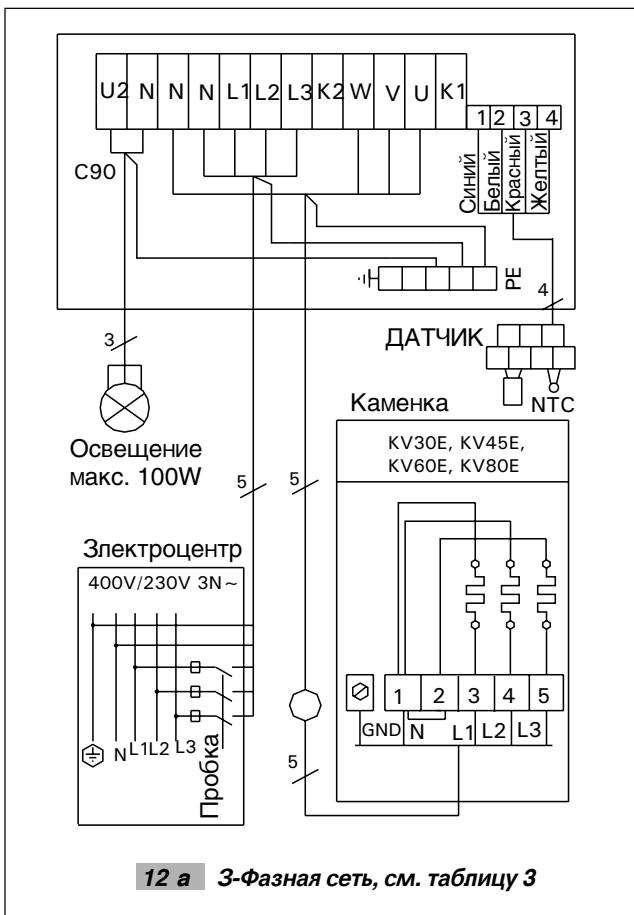 U2 N N N L1 L2 L3 K2 W V U K1
1 2 3 4
C90
Синий
Белый
Красный
Желтый
PE
3
4
ДАТЧИК
NTC
Освещение
макс. 100W
Каменка
KV30E, KV45E,
KV60E, KV80E
5
5
Злектроцентр
400V/230V 3N~
N L1 L2 L3
Пробка
5
1 2 3 4 5
GND N L1 L2 L3
12 a 3-Фазная сеть, см. таблицу 3